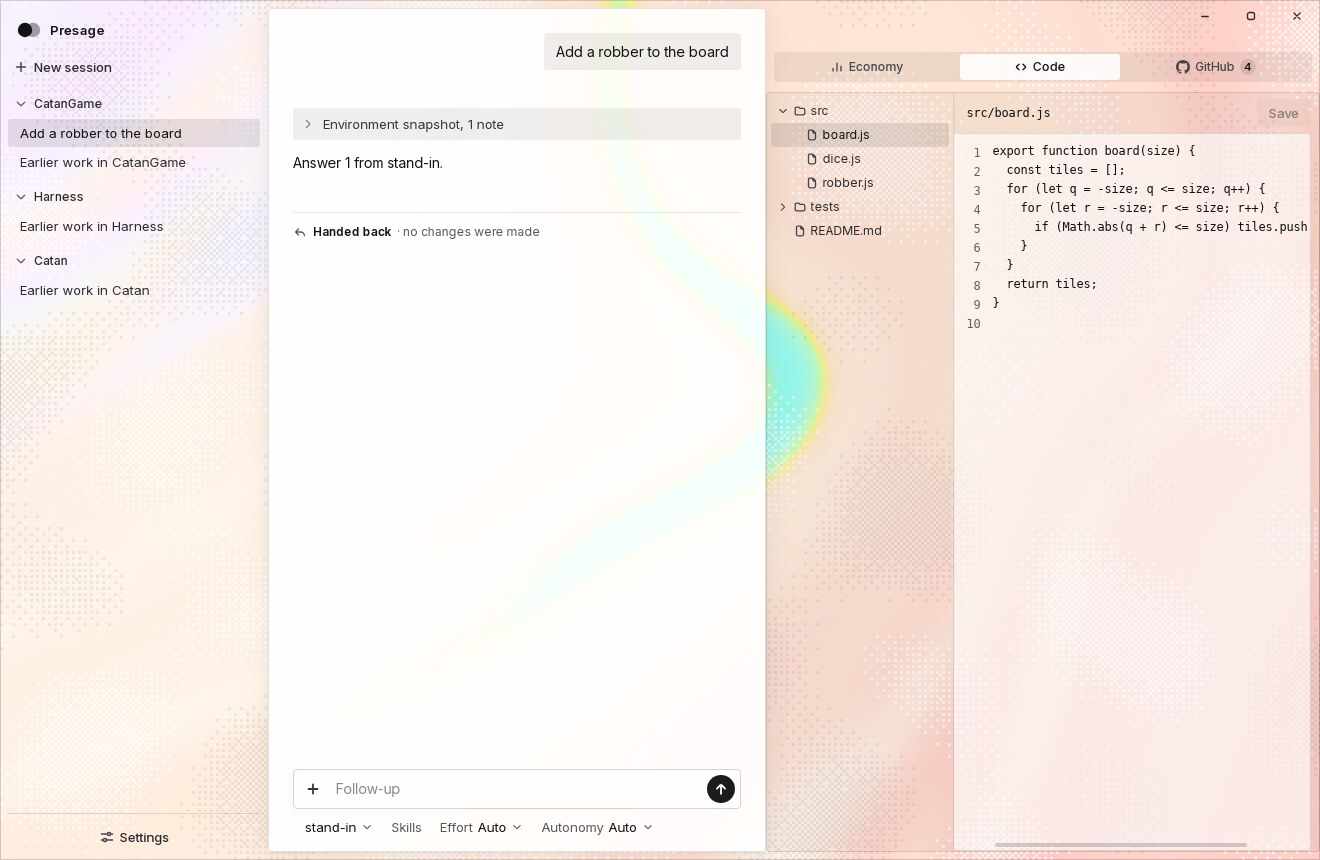 Presage
New session
CatanGame
Add a robber to the board
Earlier work in CatanGame
Harness
Earlier work in Harness
Catan
Earlier work in Catan
Settings
Add a robber to the board
Environment snapshot, 1 note
Answer 1 from stand-in.
Handed back · no changes were made
Follow-up
stand-in Skills Effort Auto Autonomy Auto
Economy Code GitHub 4
src
board.js
dice.js
robber.js
tests
README.md
src/board.js Save
1 export function board(size) {
2   const tiles = [];
3   for (let q = -size; q <= size; q++) {
4     for (let r = -size; r <= size; r++) {
5       if (Math.abs(q + r) <= size) tiles.push
6     }
7   }
8   return tiles;
9 }
10